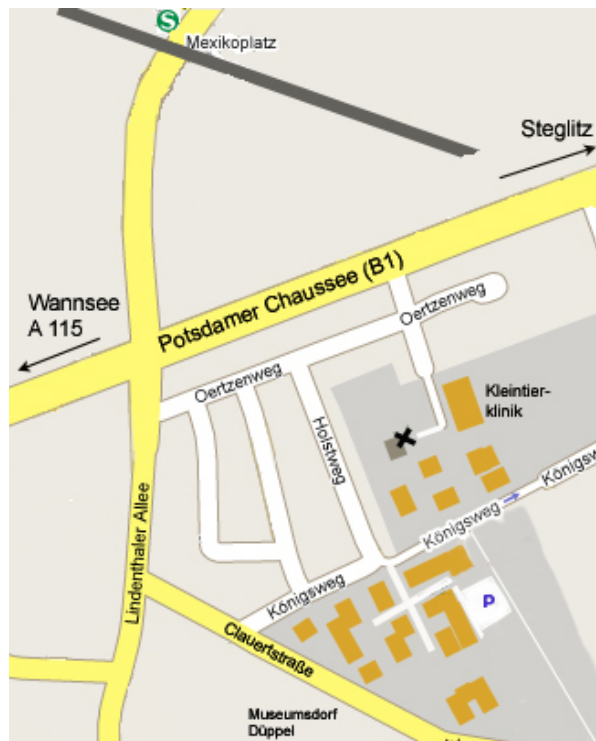 S
Mexikoplatz
Steglitz
Potsdamer Chaussee (B1)
Wannsee
A 115
Oertzenweg
Oertzenweg
Kleintier-
klinik
Holstweg
Königsw
Königsweg
Lindenthaler Allee
Königsweg
P
Clauertstraße
Museumsdorf
Düppel